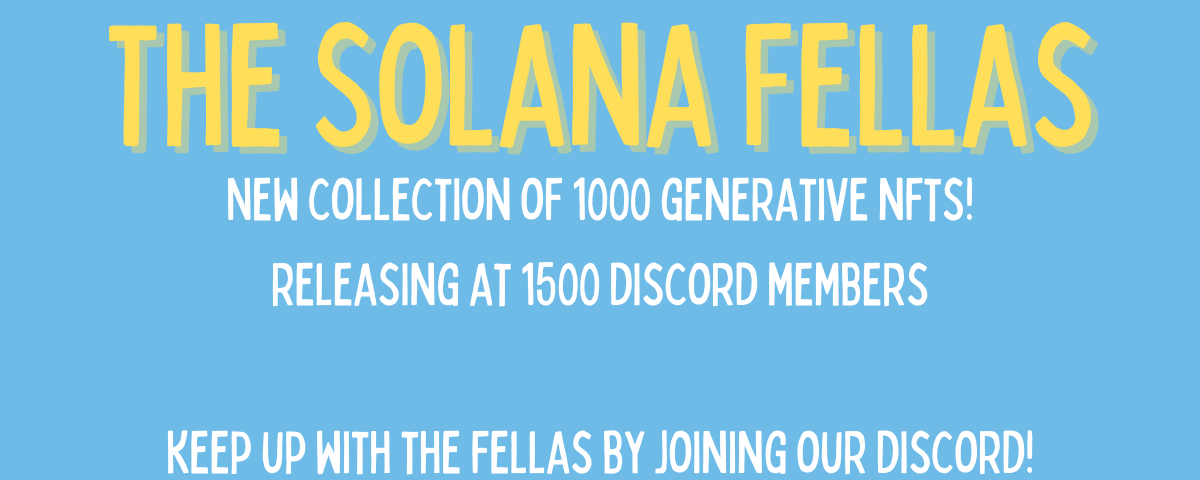 THE SOLANA FELLAS
NEW COLLECTION OF 1000 GENERATIVE NFTS!
RELEASING AT 1500 DISCORD MEMBERS
KEEP UP WITH THE FELLAS BY JOINING OUR DISCORD!